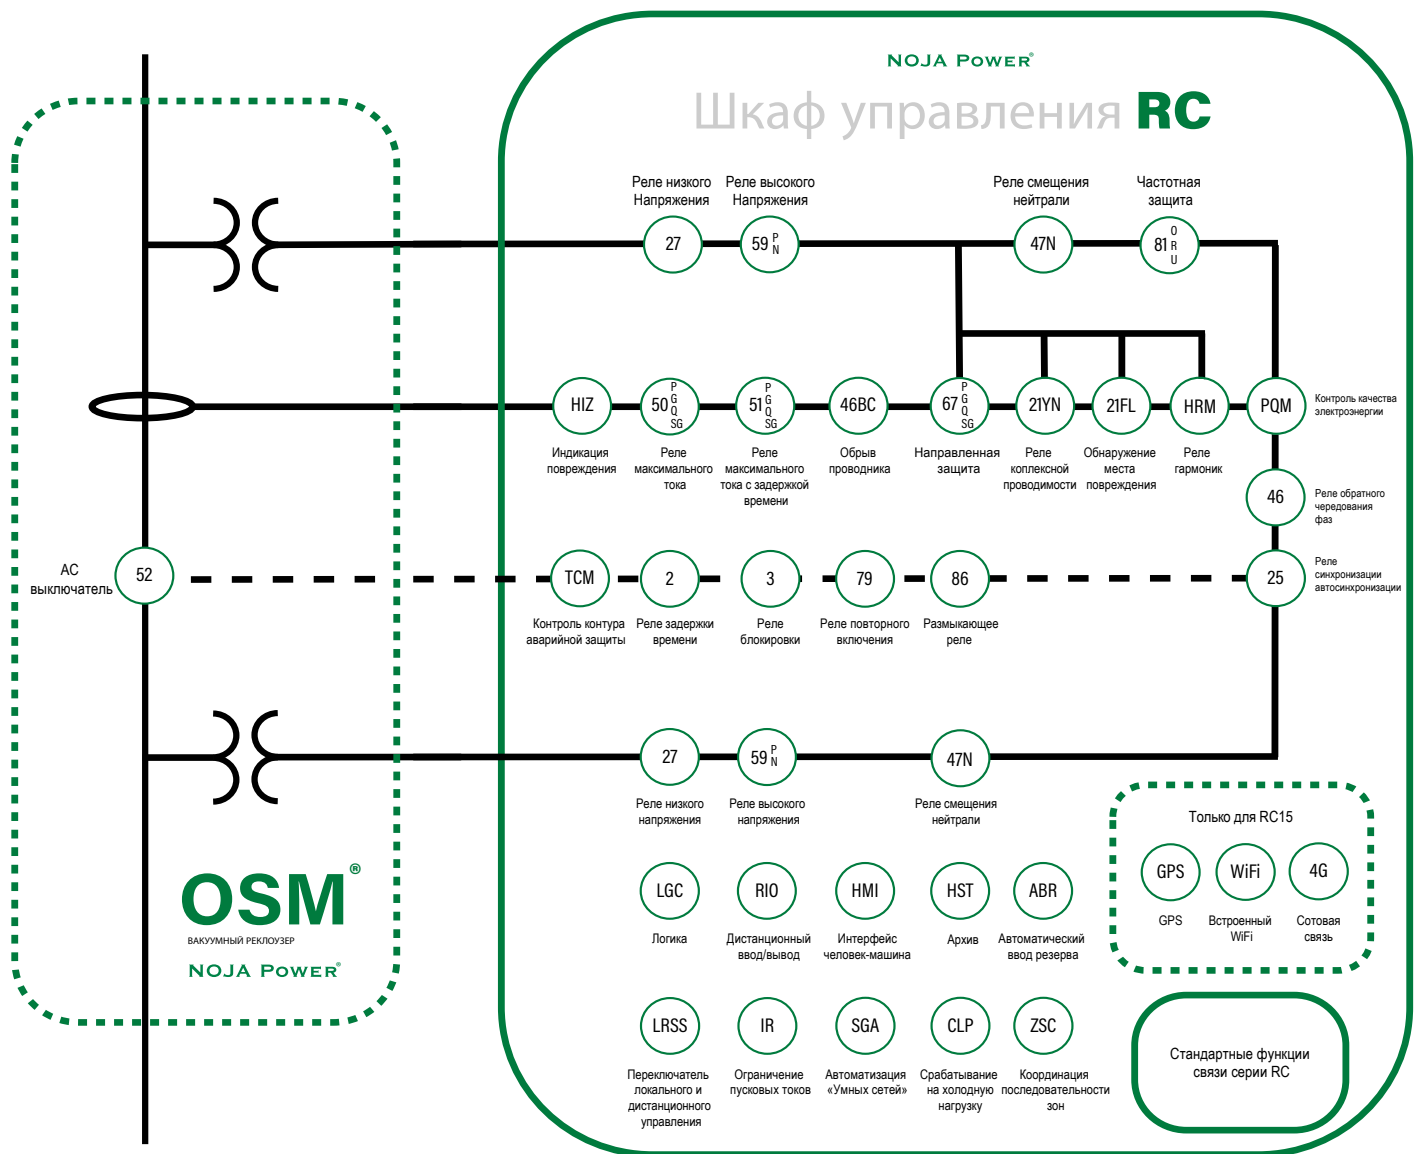 NOJA POWER®
Шкаф управления RC
Реле низкого
Напряжения
Реле высокого
Напряжения
Реле смещения
нейтрали
Частотная
защита
27
59 P N
47N
81 O R U
HIZ
50 P G Q SG
51 P G Q SG
46BC
67 P G Q SG
21YN
21FL
HRM
PQM
Контроль качества
электроэнергии
Индикация
повреждения
Реле
максимального
тока
Реле
максимального
тока с задержкой
времени
Обрыв
проводника
Направленная
защита
Реле
коплексной
проводимости
Обнаружение
места
повреждения
Реле
гармоник
46
Реле обратного
чередования
фаз
АС
выключатель
52
TCM
2
3
79
86
25
Реле
синхронизации
автосинхронизации
Контроль контура
аварийной защиты
Реле задержки
времени
Реле
блокировки
Реле повторного
включения
Размыкающее
реле
27
59 P N
47N
Реле низкого
напряжения
Реле высокого
напряжения
Реле смещения
нейтрали
Только для RC15
GPS
WiFi
4G
GPS
Встроенный
WiFi
Сотовая
связь
OSM®
ВАКУУМНЫЙ РЕКЛОУЗЕР
NOJA POWER®
LGC
RIO
HMI
HST
ABR
Логика
Дистанционный
ввод/вывод
Интерфейс
человек-машина
Архив
Автоматический
ввод резерва
LRSS
IR
SGA
CLP
ZSC
Переключатель
локального и
дистанционного
управления
Ограничение
пусковых токов
Автоматизация
«Умных сетей»
Срабатывание
на холодную
нагрузку
Координация
последовательности
зон
Стандартные функции
связи серии RC